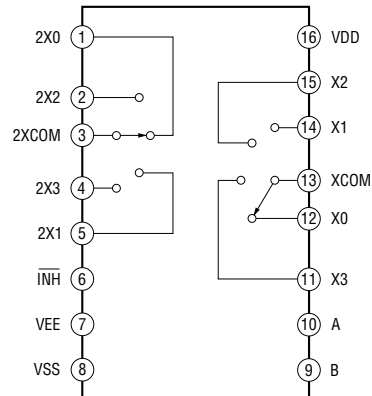 2X0 1
2X2 2
2XCOM 3
2X3 4
2X1 5
INH 6
VEE 7
VSS 8
16 VDD
15 X2
14 X1
13 XCOM
12 X0
11 X3
10 A
9 B